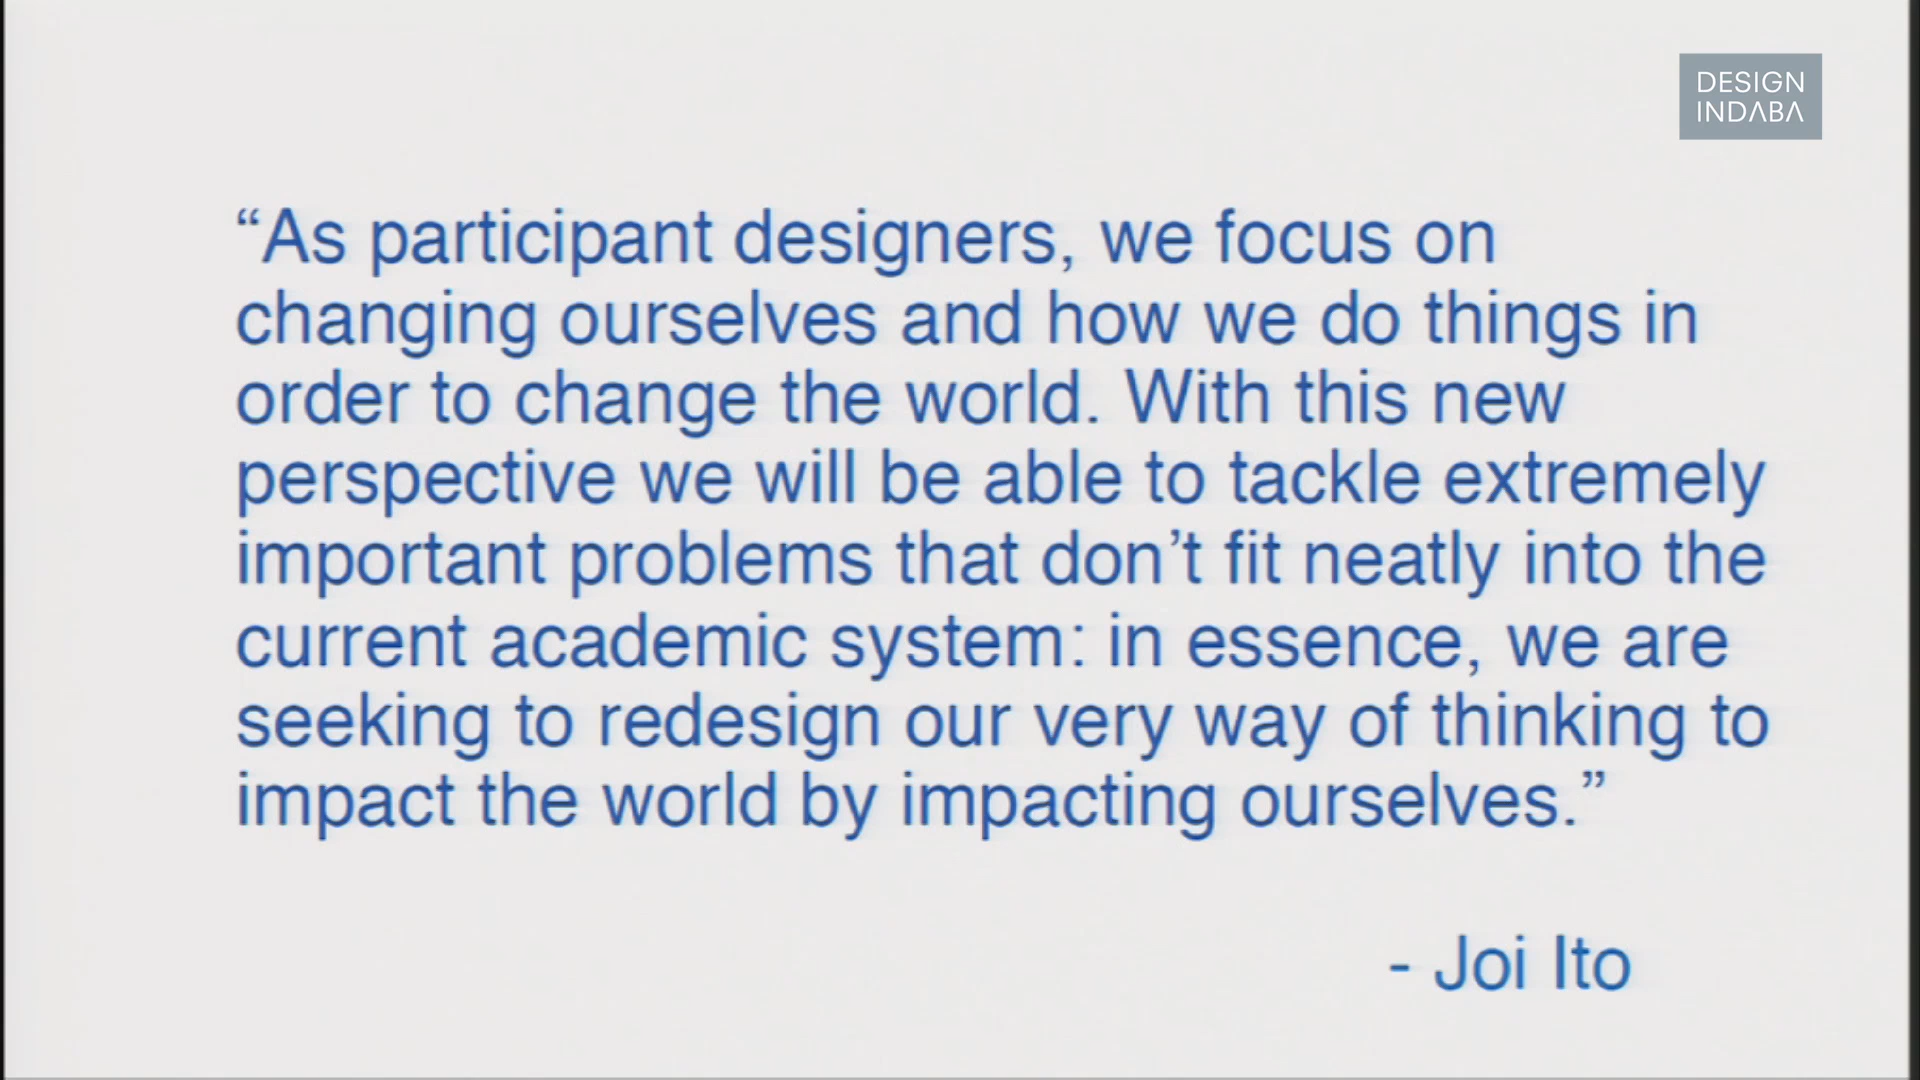 DESIGN
INDABA
“As participant designers, we focus on
changing ourselves and how we do things in
order to change the world. With this new
perspective we will be able to tackle extremely
important problems that don’t fit neatly into the
current academic system: in essence, we are
seeking to redesign our very way of thinking to
impact the world by impacting ourselves.”
- Joi Ito